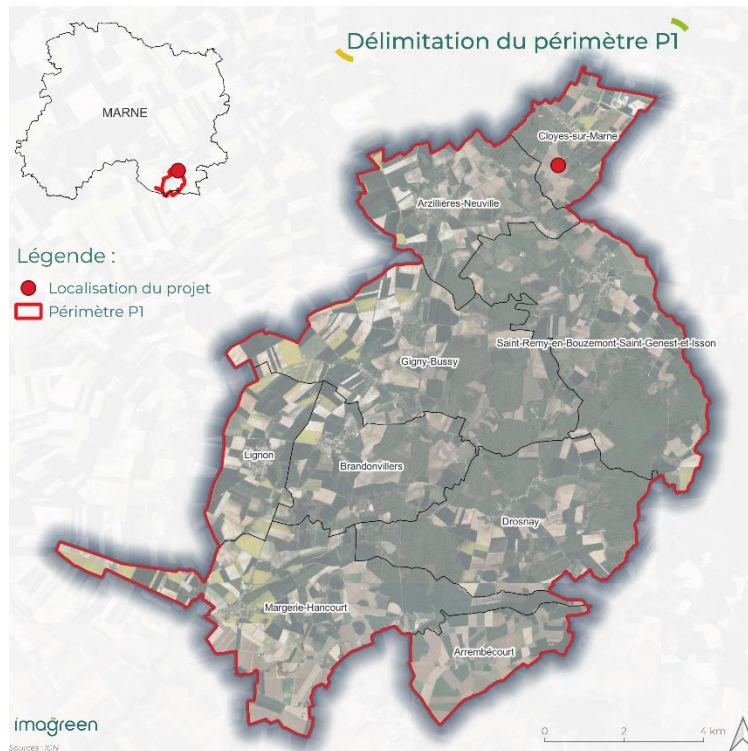 Délimitation du périmètre P1
MARNE
Cloyes-sur-Marne
Arzillières-Neuville
Légende :
Localisation du projet
Périmètre P1
Saint-Remy-en-Bouzemont-Saint-Genest-et-Isson
Gigny-Bussy
Lignon
Brandonvillers
Drosnay
Margerie-Hancourt
Arrembécourt
imagreen
0 2 4 km
Sources : IGN